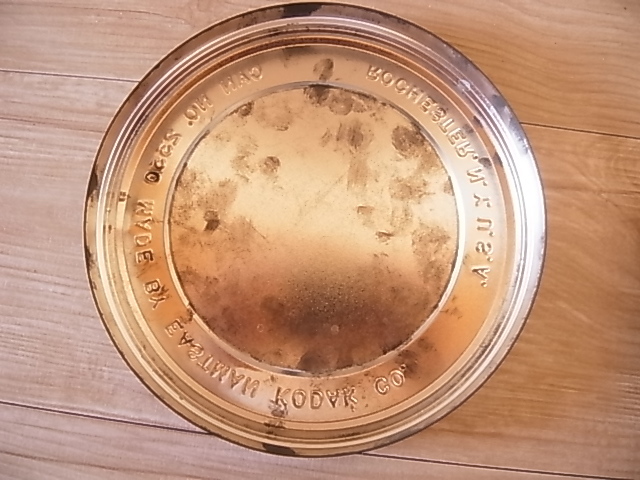 CAN NO. MADE BY EASTMAN KODAK CO. ROCHESTER, N.Y. U.S.A.